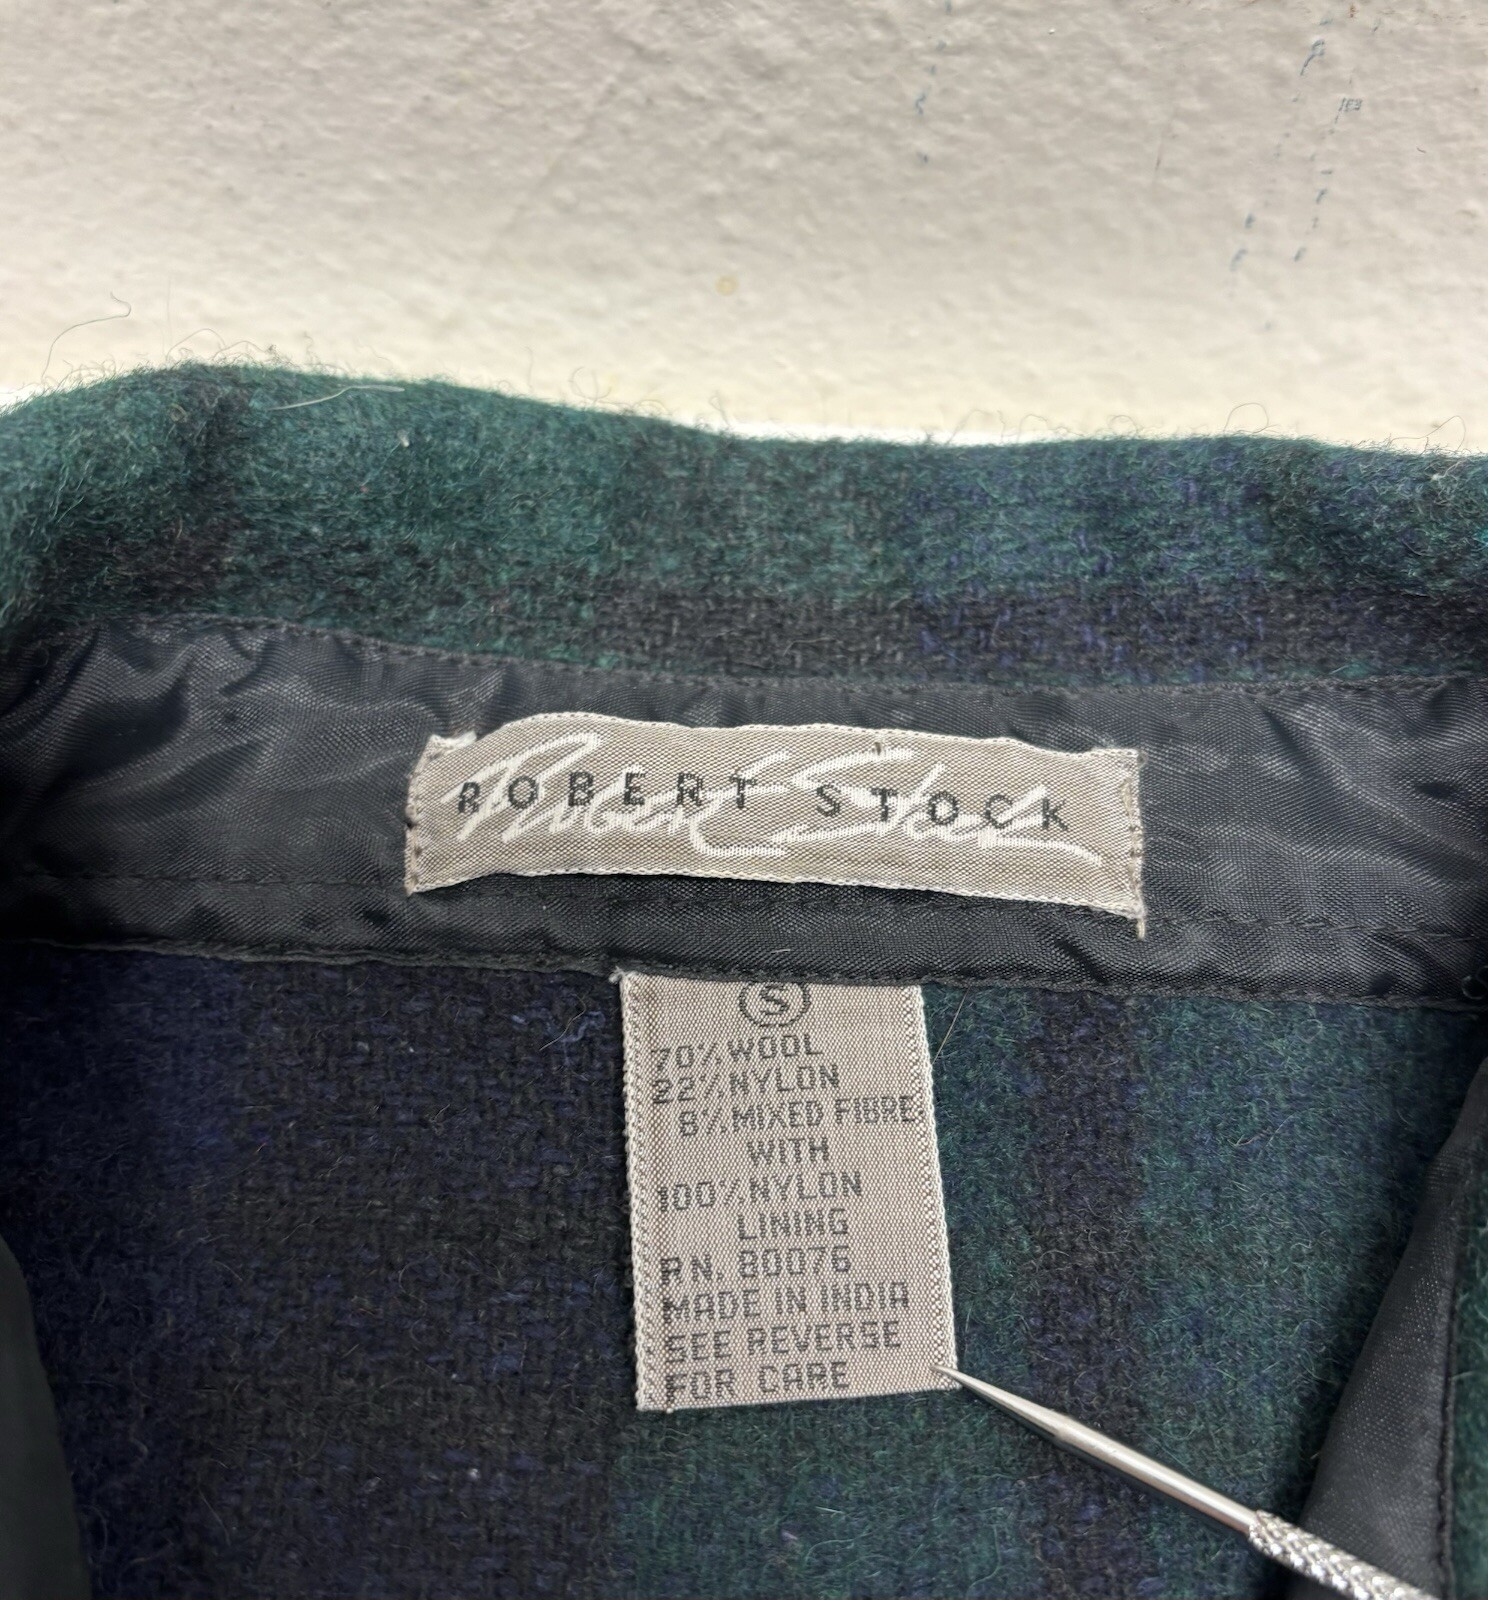 ROBERT STOCK
Robert Stock
S
70% WOOL
22% NYLON
8% MIXED FIBRE
WITH
100% NYLON
LINING
RN. 80076
MADE IN INDIA
SEE REVERSE
FOR CARE